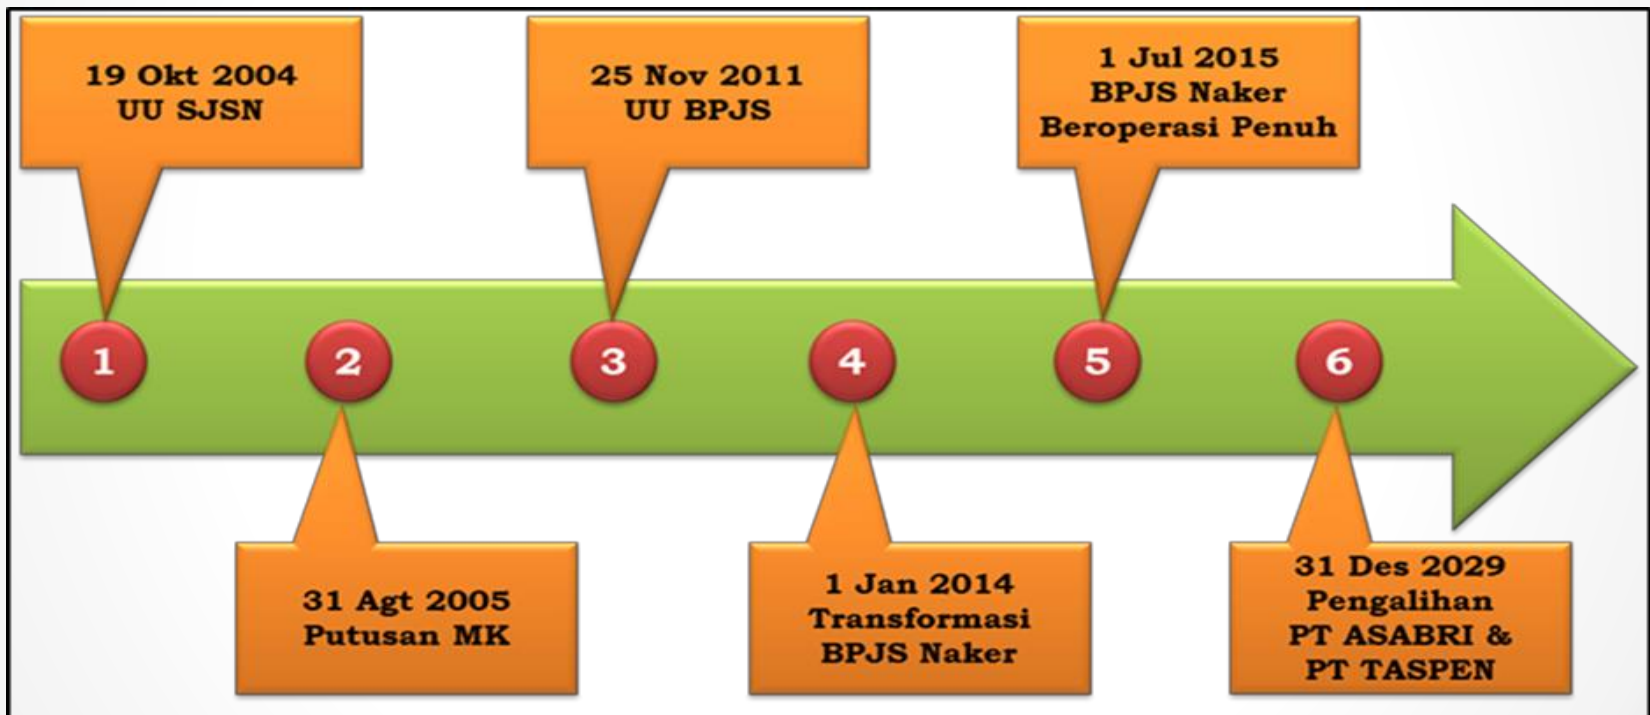 19 Okt 2004
UU SJSN
25 Nov 2011
UU BPJS
1 Jul 2015
BPJS Naker
Beroperasi Penuh
1
2
3
4
5
6
31 Agt 2005
Putusan MK
1 Jan 2014
Transformasi
BPJS Naker
31 Des 2029
Pengalihan
PT ASABRI &
PT TASPEN